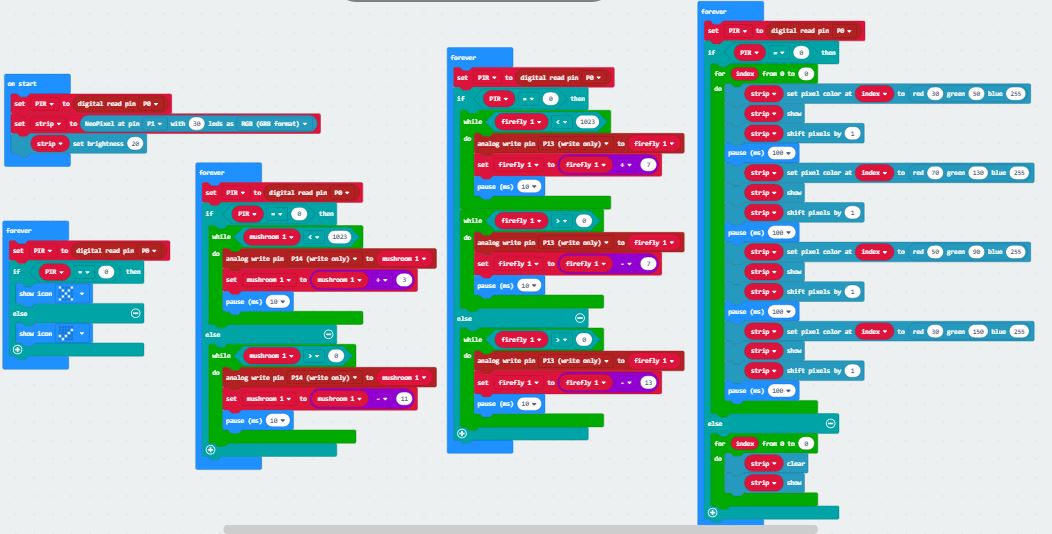 on start
set PIR to digital read pin P0
set strip to NeoPixel at pin P1 with 30 leds as RGB (GRB format)
strip set brightness 20
forever
set PIR to digital read pin P0
if PIR = 0 then
show icon
else
show icon
forever
set PIR to digital read pin P0
if PIR = 0 then
while mushroom 1 < 1023
do analog write pin P14 (write only) to mushroom 1
set mushroom 1 to mushroom 1 + 3
pause (ms) 10
else
while mushroom 1 > 0
do analog write pin P14 (write only) to mushroom 1
set mushroom 1 to mushroom 1 - 11
pause (ms) 10
forever
set PIR to digital read pin P0
if PIR = 0 then
while firefly 1 < 1023
do analog write pin P13 (write only) to firefly 1
set firefly 1 to firefly 1 + 7
pause (ms) 10
while firefly 1 > 0
do analog write pin P13 (write only) to firefly 1
set firefly 1 to firefly 1 - 7
pause (ms) 10
else
while firefly 1 > 0
do analog write pin P13 (write only) to firefly 1
set firefly 1 to firefly 1 - 13
pause (ms) 10
forever
set PIR to digital read pin P0
if PIR = 0 then
for index from 0 to 0
do strip set pixel color at index to red 30 green 50 blue 255
strip show
strip shift pixels by 1
pause (ms) 100
strip set pixel color at index to red 70 green 130 blue 255
strip show
strip shift pixels by 1
pause (ms) 100
strip set pixel color at index to red 50 green 90 blue 255
strip show
strip shift pixels by 1
pause (ms) 100
strip set pixel color at index to red 30 green 150 blue 255
strip show
strip shift pixels by 1
pause (ms) 100
else
for index from 0 to 0
do strip clear
strip show